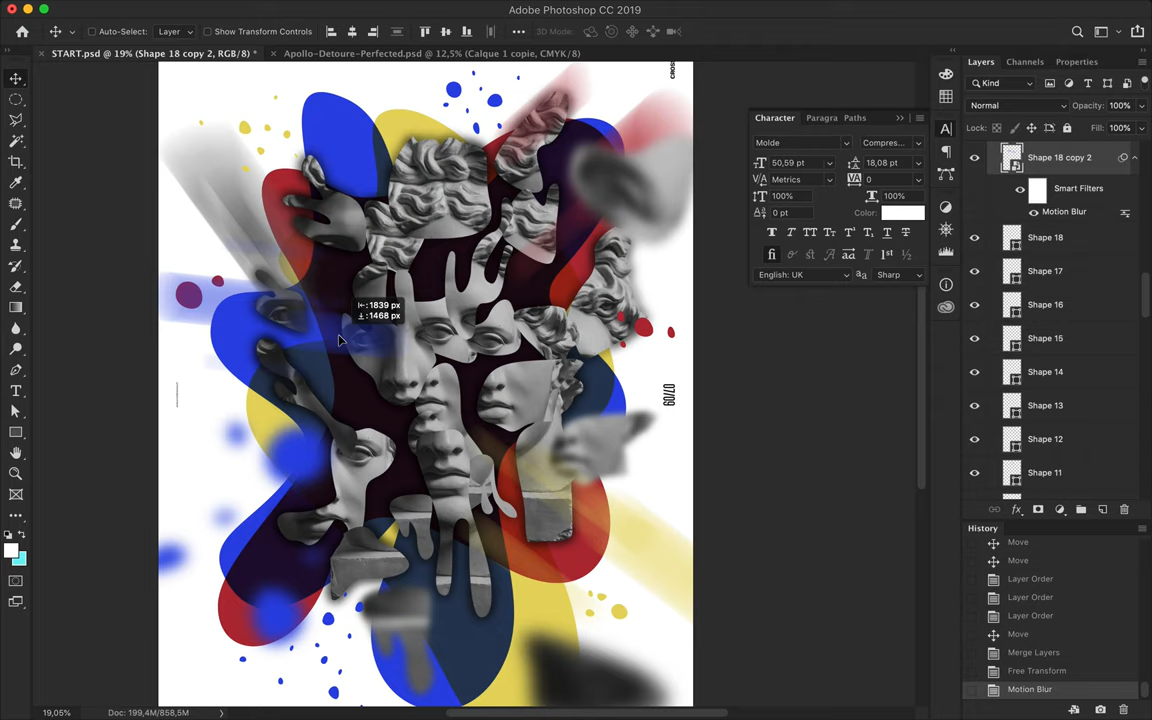 Adobe Photoshop CC 2019
Auto-Select: Layer Show Transform Controls 3D Mode:
START.psd @ 19% (Shape 18 copy 2, RGB/8) * Apollo-Detoure-Perfected.psd @ 12,5% (Calque 1 copie, CMYK/8)
07/09
1839 px
1468 px
Character Paragra Paths
Molde Compres...
50,59 pt 18,08 pt
Metrics 0
100% 100%
0 pt Color:
English: UK Sharp
Layers Channels Properties
Kind
Normal Opacity: 100%
Lock: Fill: 100%
Shape 18 copy 2
Smart Filters
Motion Blur
Shape 18
Shape 17
Shape 16
Shape 15
Shape 14
Shape 13
Shape 12
Shape 11
History
Move
Move
Layer Order
Layer Order
Layer Order
Move
Merge Layers
Free Transform
Motion Blur
19,05% Doc: 199,4M/858,5M